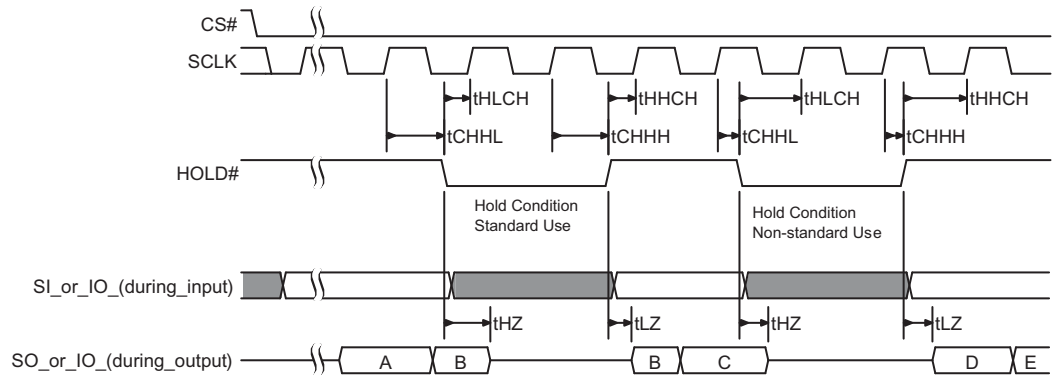 CS#
SCLK
tHLCH tHHCH tHLCH tHHCH
tCHHL tCHHH tCHHL tCHHH
HOLD#
Hold Condition
Standard Use
Hold Condition
Non-standard Use
SI_or_IO_(during_input)
tHZ tLZ tHZ tLZ
SO_or_IO_(during_output) A B B C D E